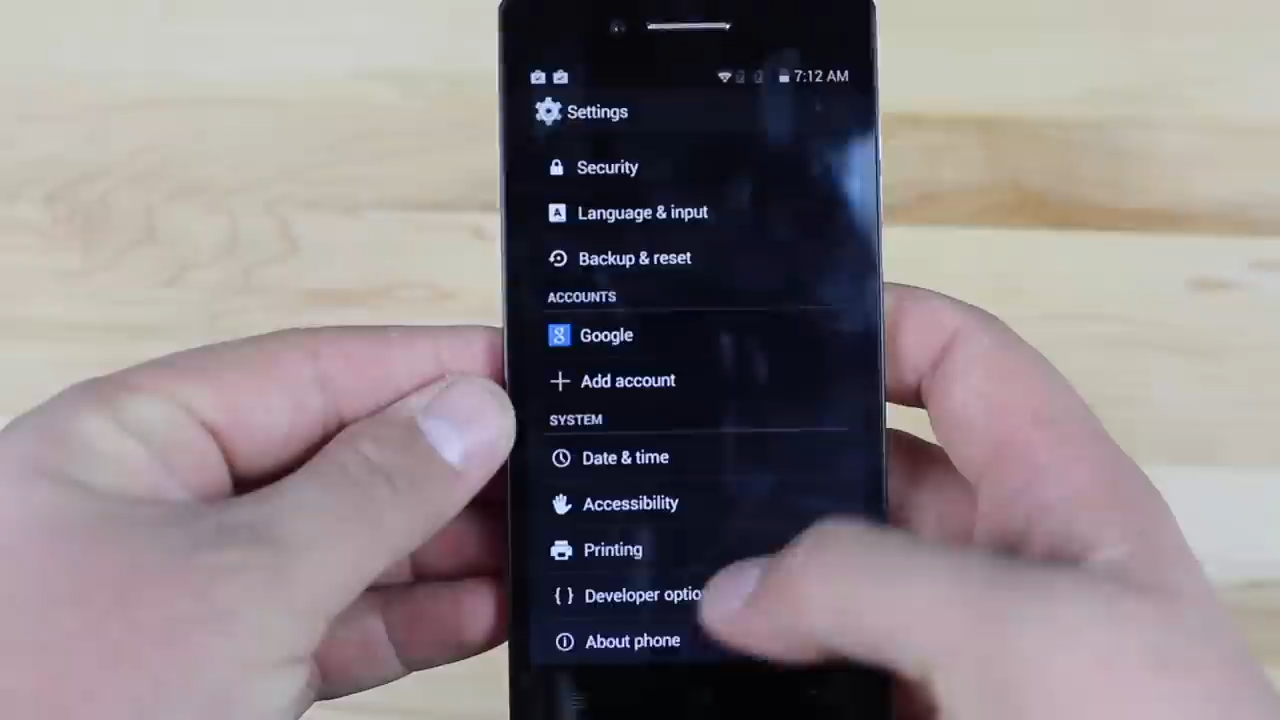 7:12 AM
Settings
Security
Language & input
Backup & reset
ACCOUNTS
Google
Add account
SYSTEM
Date & time
Accessibility
Printing
Developer optio
About phone